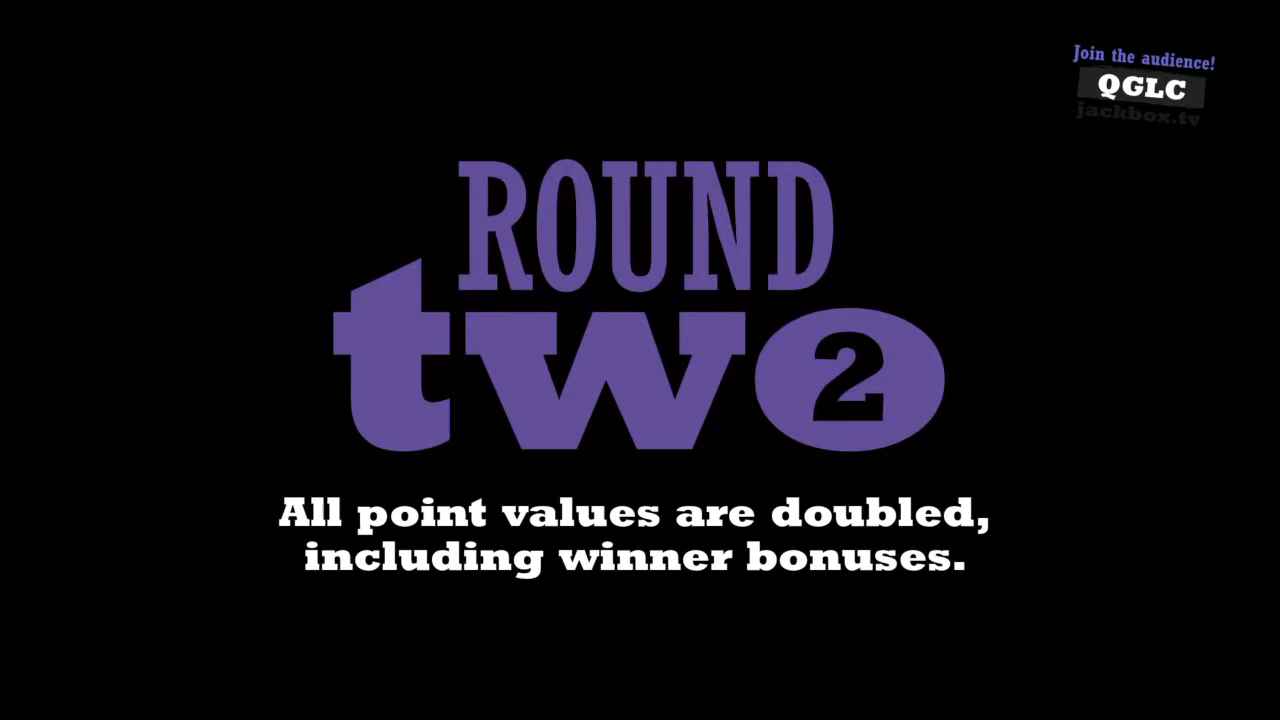 Join the audience!
QGLC
jackbox.tv
ROUND
two
2
All point values are doubled,
including winner bonuses.